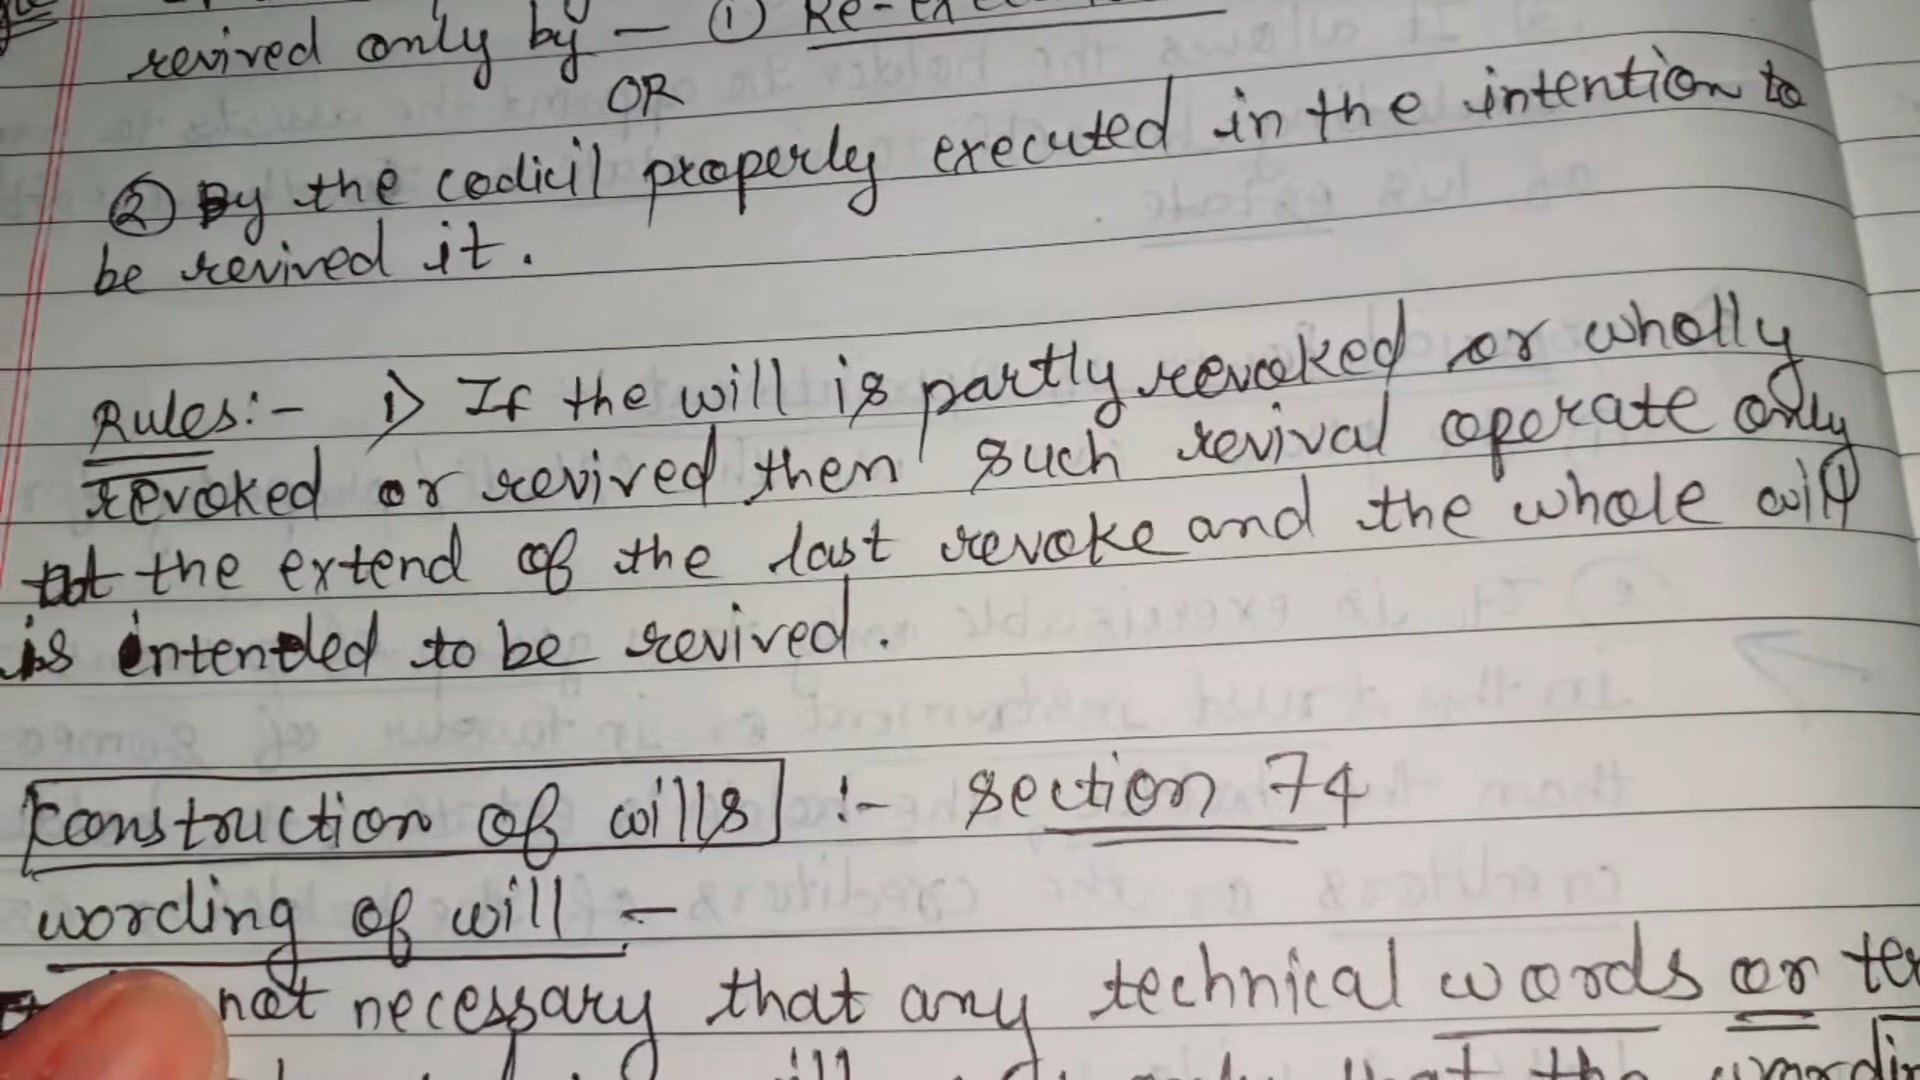 revived only by — ①
OR
② By the codicil properly executed in the intention to
be revived it.
Rules:- 1) If the will is partly revoked or wholly
revoked or revived then such revival operate only
the extend of the last revoke and the whole will
is intended to be revived.
Construction of wills :- Section 74
wording of will -
not necessary that any technical words or